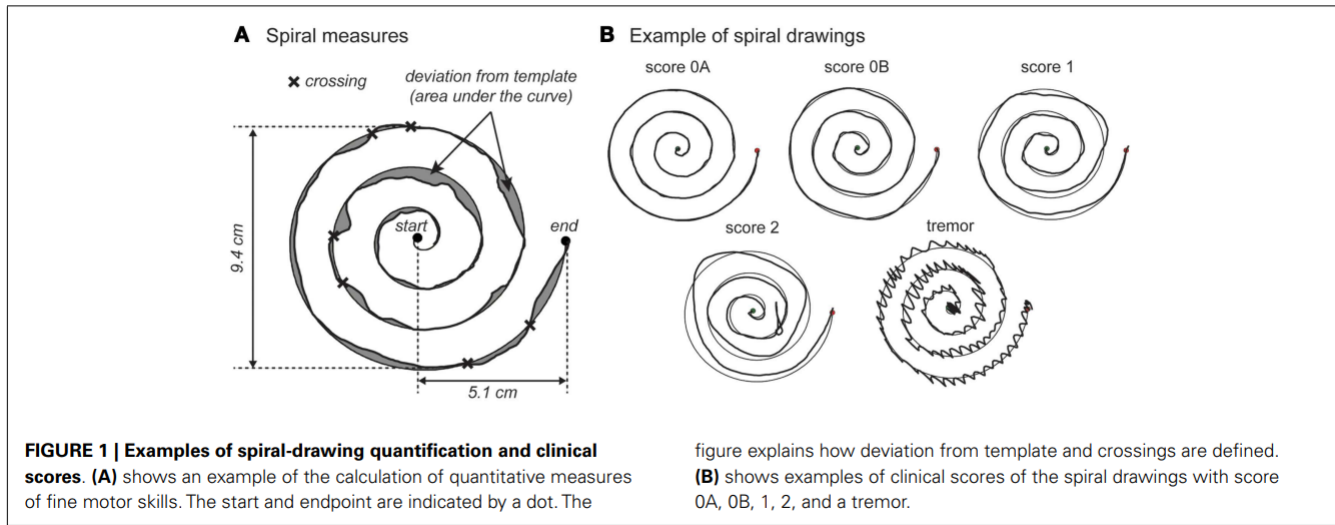 A Spiral measures
✖ crossing
deviation from template
(area under the curve)
start
end
9.4 cm
5.1 cm
B Example of spiral drawings
score 0A
score 0B
score 1
score 2
tremor
FIGURE 1 | Examples of spiral-drawing quantification and clinical
scores. (A) shows an example of the calculation of quantitative measures
of fine motor skills. The start and endpoint are indicated by a dot. The
figure explains how deviation from template and crossings are defined.
(B) shows examples of clinical scores of the spiral drawings with score
0A, 0B, 1, 2, and a tremor.